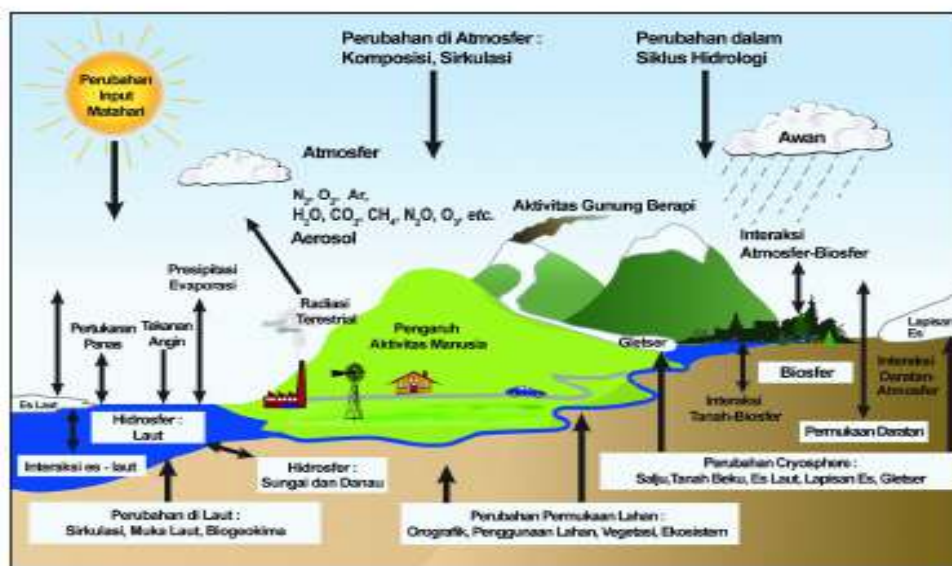 Perubahan di Atmosfer :
Komposisi, Sirkulasi
Perubahan dalam
Siklus Hidrologi
Perubahan
Input
Matahari
Awan
Atmosfer
N₂, O₂, Ar,
H₂O, CO₂, CH₄, N₂O, O₃, etc.
Aerosol
Aktivitas Gunung Berapi
Interaksi
Atmosfer-Biosfer
Presipitasi
Evaporasi
Radiasi
Terestrial
Pertukaran
Panas
Tekanan
Angin
Pengaruh
Aktivitas Manusia
Gletser
Lapisan
Es
Biosfer
Interaksi
Daratan-
Atmosfer
Es Laut
Hidrosfer :
Laut
Interaksi
Tanah-Biosfer
Permukaan Daratan
Interaksi es - laut
Hidrosfer :
Sungai dan Danau
Perubahan Cryosphere :
Salju,Tanah Beku, Es Laut, Lapisan Es, Gletser
Perubahan di Laut :
Sirkulasi, Muka Laut, Biogeokimia
Perubahan Permukaan Lahan :
Orografik, Penggunaan Lahan, Vegetasi, Ekosistem